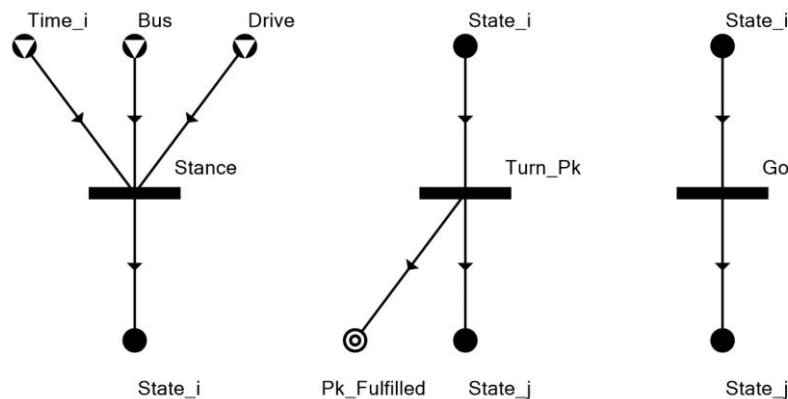 Time_i Bus Drive State_i State_i
Stance Turn_Pk Go
State_i Pk_Fulfilled State_j State_j